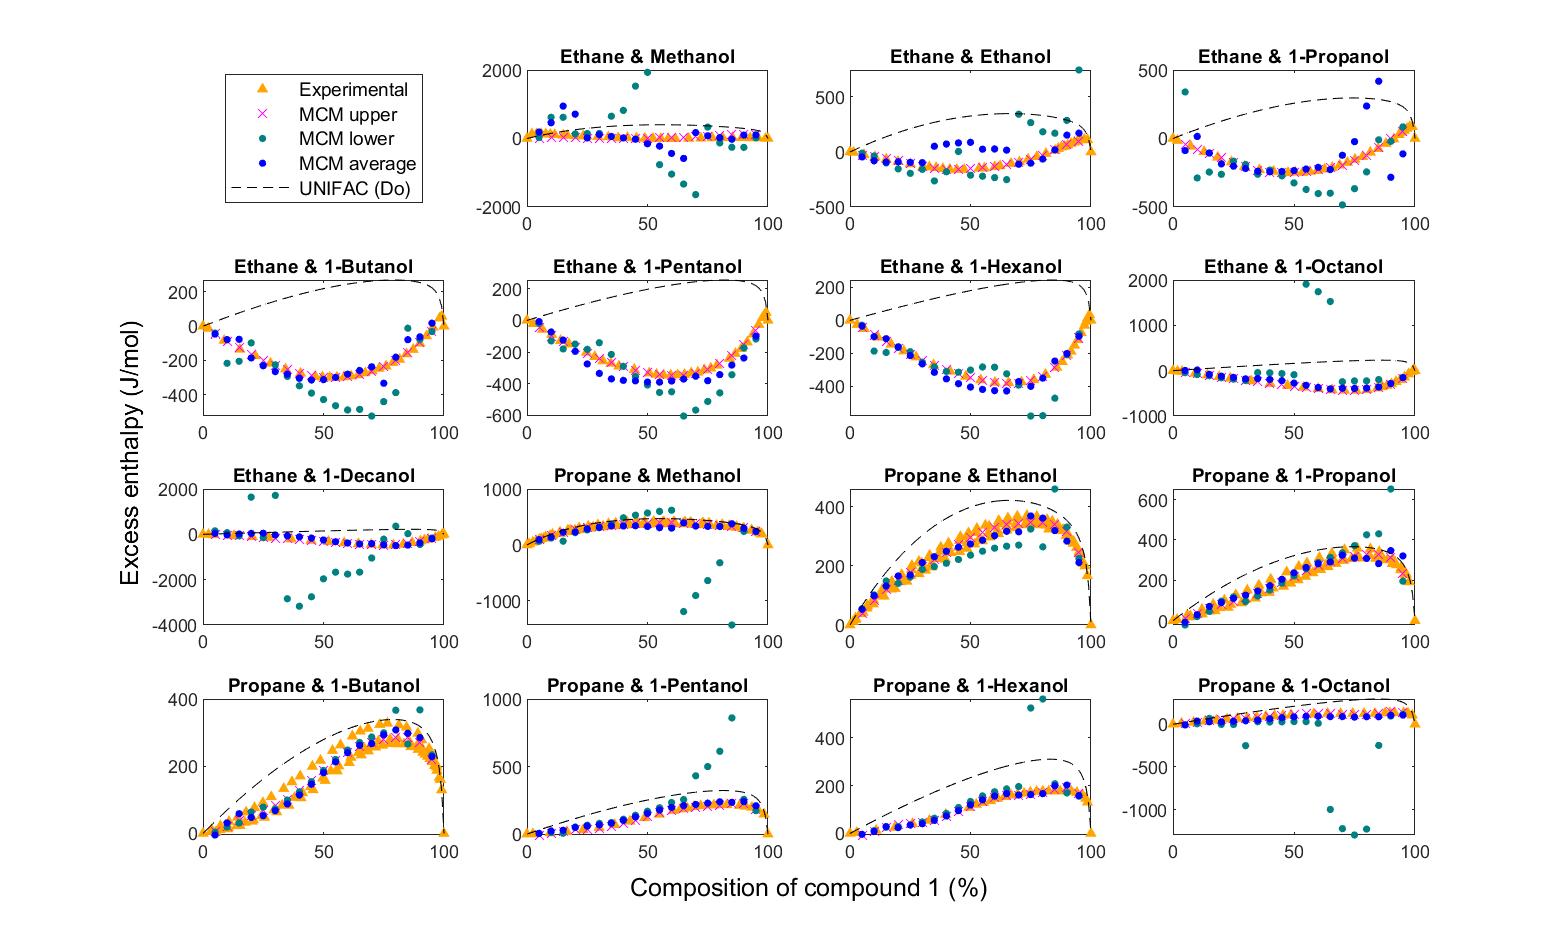 Experimental
MCM upper
MCM lower
MCM average
UNIFAC (Do)
Ethane & Methanol
2000
0
-2000
0 50 100
Ethane & Ethanol
500
0
-500
0 50 100
Ethane & 1-Propanol
500
0
-500
0 50 100
Excess enthalpy (J/mol)
Ethane & 1-Butanol
200
0
-200
-400
0 50 100
Ethane & 1-Pentanol
200
0
-200
-400
-600
0 50 100
Ethane & 1-Hexanol
200
0
-200
-400
0 50 100
Ethane & 1-Octanol
2000
1000
0
-1000
0 50 100
Ethane & 1-Decanol
2000
0
-2000
-4000
0 50 100
Propane & Methanol
1000
0
-1000
0 50 100
Propane & Ethanol
400
200
0
0 50 100
Propane & 1-Propanol
600
400
200
0
0 50 100
Propane & 1-Butanol
400
200
0
0 50 100
Propane & 1-Pentanol
1000
500
0
0 50 100
Propane & 1-Hexanol
400
200
0
0 50 100
Propane & 1-Octanol
0
-500
-1000
0 50 100
Composition of compound 1 (%)